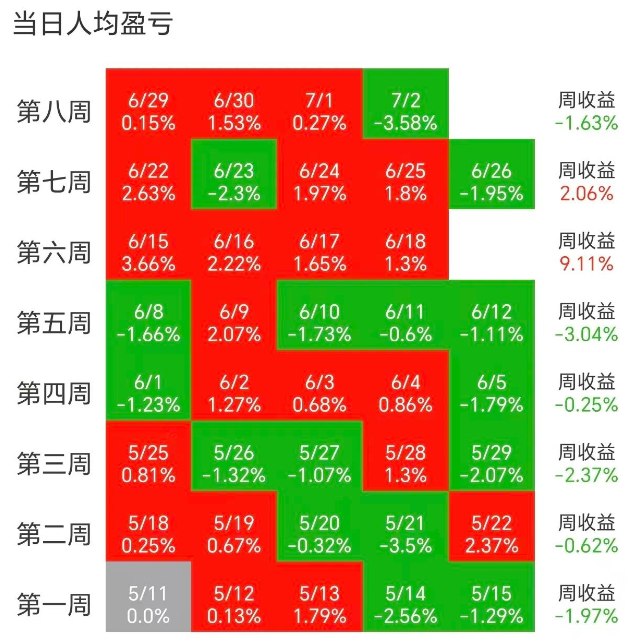 当日人均盈亏
第八周 6/29 6/30 7/1 7/2 周收益
0.15% 1.53% 0.27% −3.58% −1.63%
第七周 6/22 6/23 6/24 6/25 6/26 周收益
2.63% −2.3% 1.97% 1.8% −1.95% 2.06%
第六周 6/15 6/16 6/17 6/18 周收益
3.66% 2.22% 1.65% 1.3% 9.11%
第五周 6/8 6/9 6/10 6/11 6/12 周收益
−1.66% 2.07% −1.73% −0.6% −1.11% −3.04%
第四周 6/1 6/2 6/3 6/4 6/5 周收益
−1.23% 1.27% 0.68% 0.86% −1.79% −0.25%
第三周 5/25 5/26 5/27 5/28 5/29 周收益
0.81% −1.32% −1.07% 1.3% −2.07% −2.37%
第二周 5/18 5/19 5/20 5/21 5/22 周收益
0.25% 0.67% −0.32% −3.5% 2.37% −0.62%
第一周 5/11 5/12 5/13 5/14 5/15 周收益
0.0% 0.13% 1.79% −2.56% −1.29% −1.97%